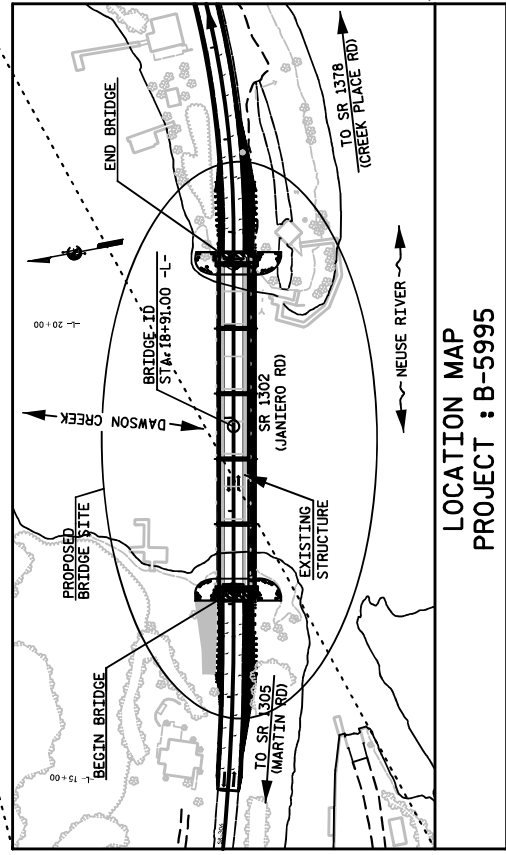 LOCATION MAP
PROJECT : B-5995
PROPOSED
BRIDGE SITE
BEGIN BRIDGE
-L- 15+00
TO SR 1305
(MARTIN RD)
EXISTING
STRUCTURE
DAWSON CREEK
BRIDGE ID
STA. 18+91.00 -L-
SR 1302
(JANIERO RD)
-L- 20+00
NEUSE RIVER
END BRIDGE
TO SR 1378
(CREEK PLACE RD)